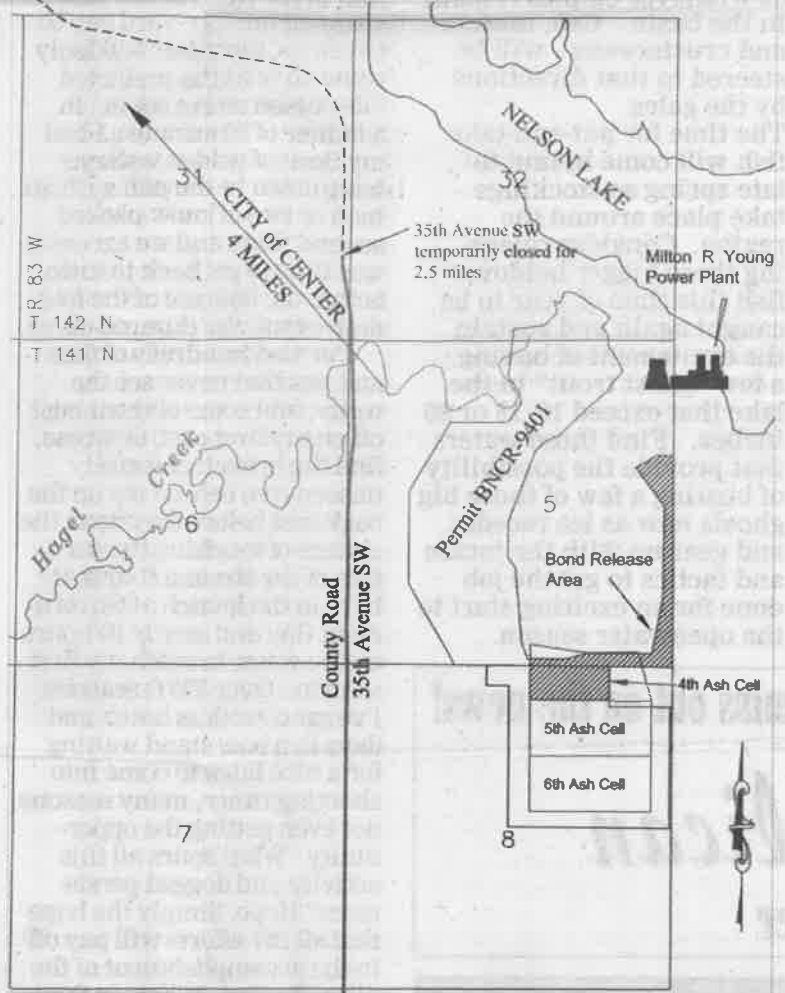 NELSON LAKE
CITY of CENTER
4 MILES
35th Avenue SW
temporarily closed for
2.5 miles
Milton R Young
Power Plant
R 83 W
T 142 N
T 141 N
Hagel Creek
6
5
Permit BNCR-9401
Bond Release
Area
County Road
35th Avenue SW
4th Ash Cell
5th Ash Cell
6th Ash Cell
7
8